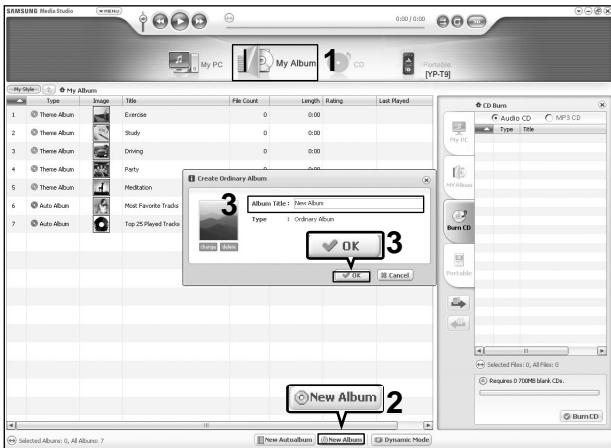 SAMSUNG Media Studio MENU
0:00 / 0:00
My PC My Album 1 CD Portable
[YP-T9]
My Style My Album
Type Image Title File Count Length Rating Last Played
1 Theme Album Exercise 0 0:00
2 Theme Album Study 0 0:00
3 Theme Album Driving 0 0:00
4 Theme Album Party 0 0:00
5 Theme Album Meditation
6 Auto Album Most Favorite Tracks
7 Auto Album Top 25 Played Tracks
Create Ordinary Album
3 Album Title : New Album
Type : Ordinary Album
change delete
OK 3
OK Cancel
CD Burn
Audio CD MP3 CD
Type Title
My PC
MY Album
Burn CD
Portable
Selected Files: 0, All Files: 0
Requires 0 700MB blank CDs.
Burn CD
New Album 2
Selected Albums: 0, All Albums: 7
New Autoalbum New Album Dynamic Mode